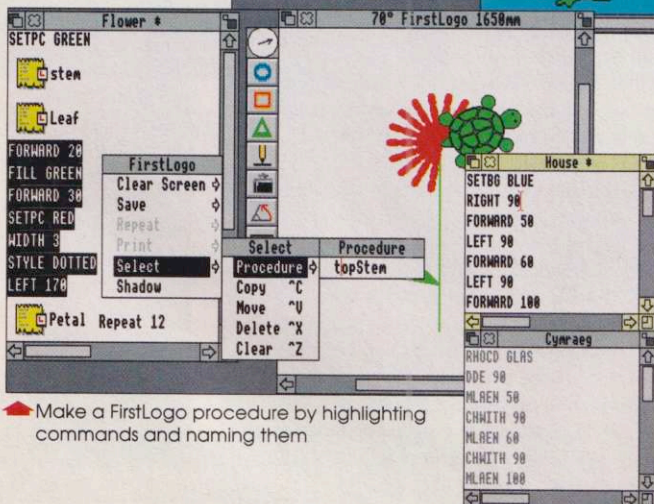 Flower *
SETPC GREEN
stem
Leaf
FORWARD 20
FILL GREEN
FORWARD 30
SETPC RED
WIDTH 3
STYLE DOTTED
LEFT 170
Petal Repeat 12
FirstLogo
Clear Screen
Save
Repeat
Print
Select
Shadow
Select
Procedure
Copy ^C
Move ^V
Delete ^X
Clear ^Z
Procedure
topStem
70° FirstLogo 1650mm
House *
SETBG BLUE
RIGHT 90
FORWARD 50
LEFT 90
FORWARD 60
LEFT 90
FORWARD 100
Cymraeg
RHOCD GLAS
DDE 90
MLAEN 50
CHWITH 90
MLAEN 60
CHWITH 90
MLAEN 100
Make a FirstLogo procedure by highlighting
commands and naming them